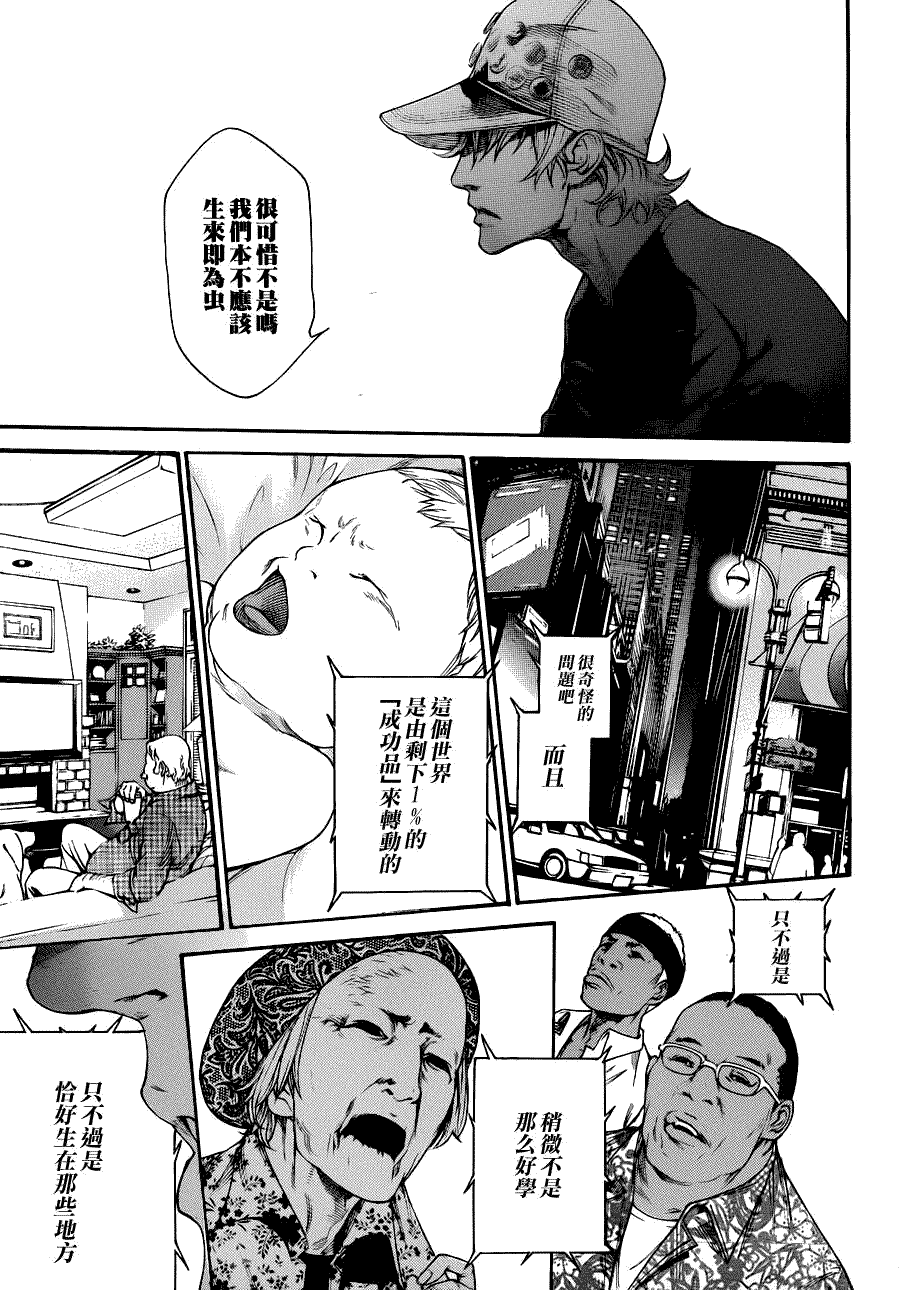 很可惜不是嗎
我們本不應該
生來即為虫
很奇怪的
問題吧
而且
這個世界
是由剩下1%的
「成功品」來轉動的
只不過是
稍微不是
那么好學
只不過是
恰好生在那些地方